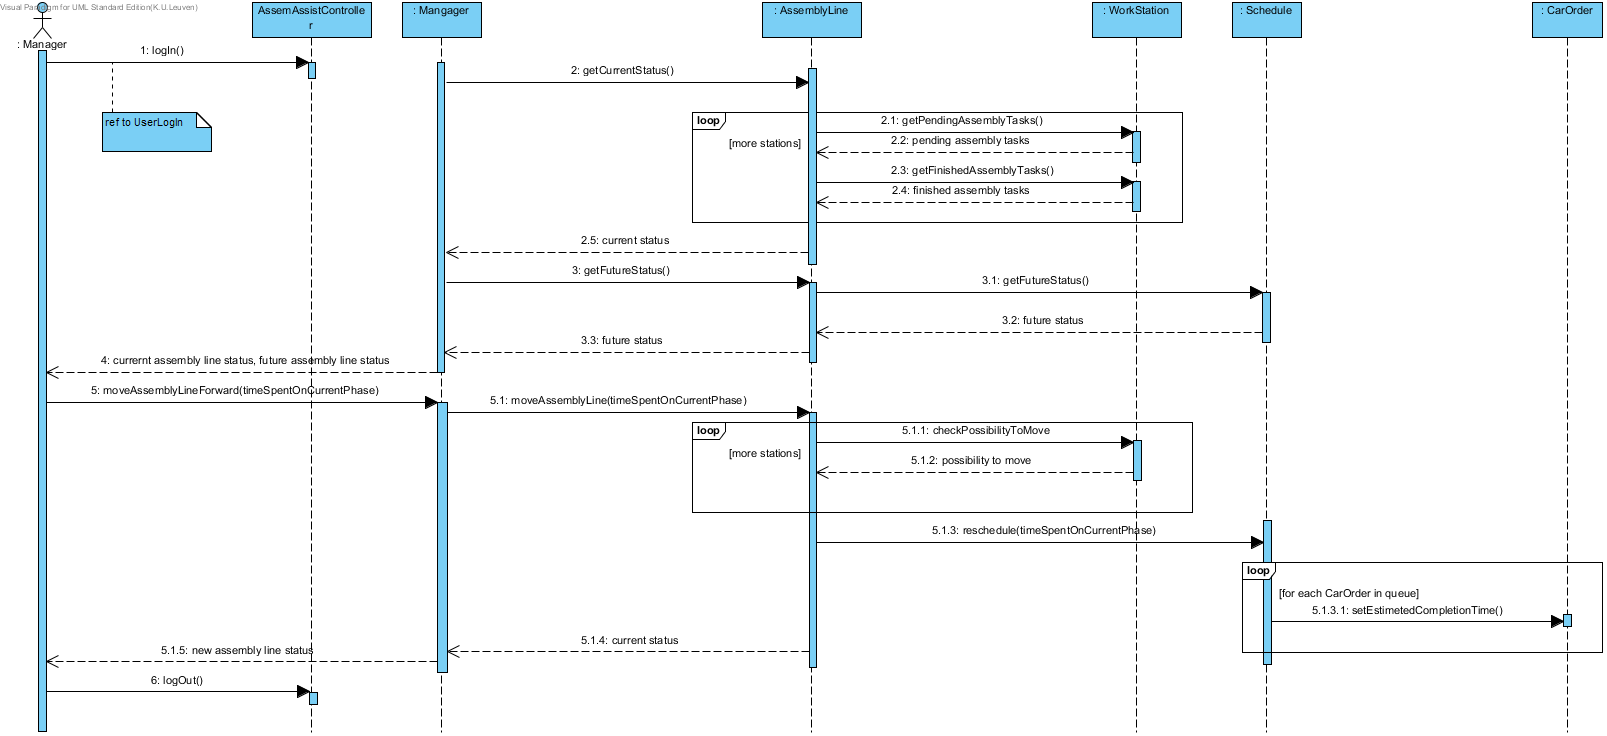 Visual Paradigm for UML Standard Edition(K.U.Leuven)
: Manager
AssemAssistControlle
r
: Mangager
: AssemblyLine
: WorkStation
: Schedule
: CarOrder
1: logIn()
ref to UserLogIn
2: getCurrentStatus()
loop
[more stations]
2.1: getPendingAssemblyTasks()
2.2: pending assembly tasks
2.3: getFinishedAssemblyTasks()
2.4: finished assembly tasks
2.5: current status
3: getFutureStatus()
3.1: getFutureStatus()
3.2: future status
3.3: future status
4: currernt assembly line status, future assembly line status
5: moveAssemblyLineForward(timeSpentOnCurrentPhase)
5.1: moveAssemblyLine(timeSpentOnCurrentPhase)
loop
[more stations]
5.1.1: checkPossibilityToMove
5.1.2: possibility to move
5.1.3: reschedule(timeSpentOnCurrentPhase)
loop
[for each CarOrder in queue]
5.1.3.1: setEstimetedCompletionTime()
5.1.4: current status
5.1.5: new assembly line status
6: logOut()